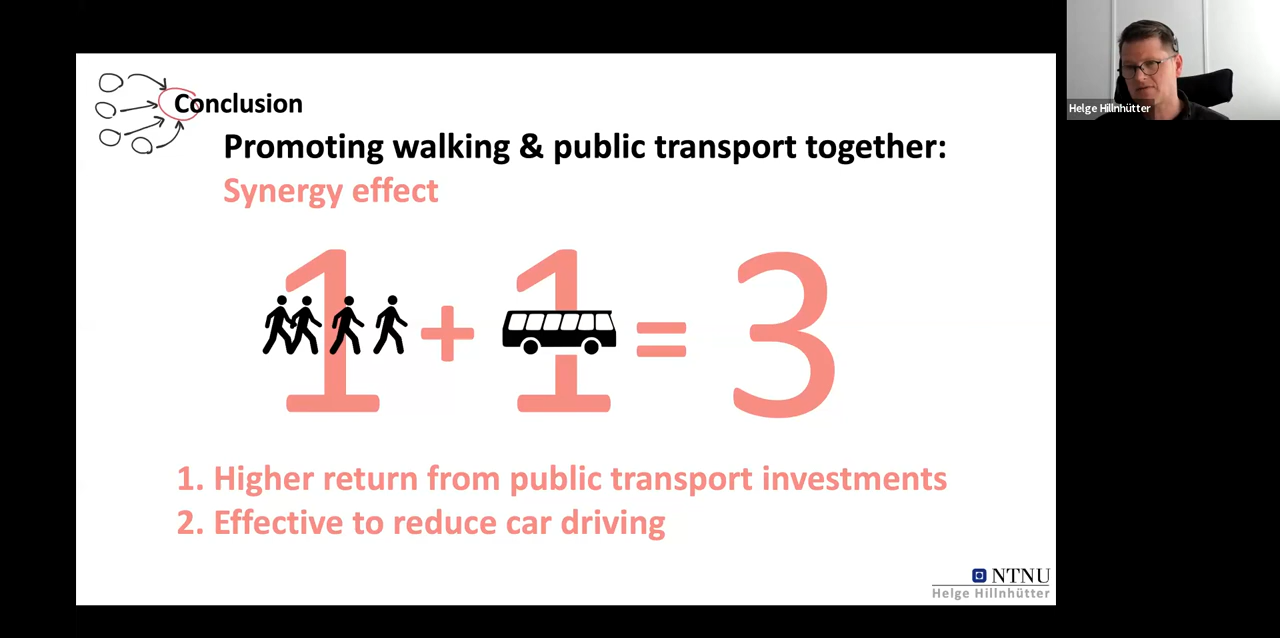 Conclusion
Promoting walking & public transport together:
Synergy effect
1 + 1 = 3
1. Higher return from public transport investments
2. Effective to reduce car driving
NTNU
Helge Hillnhütter
Helge Hillnhütter